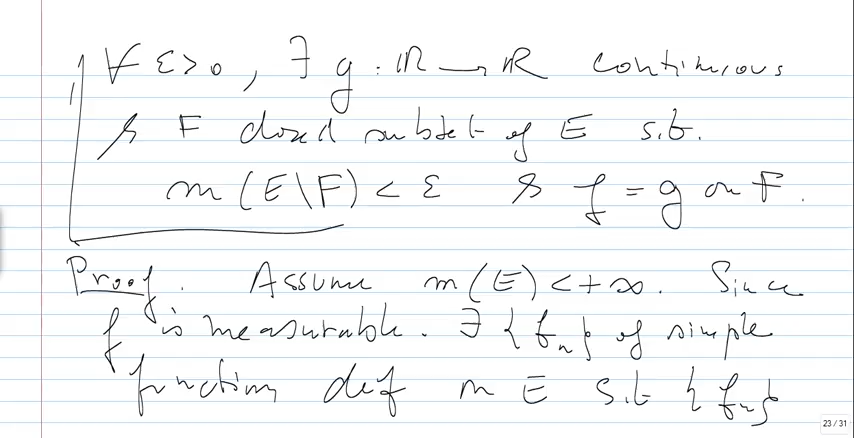 ∀ ε>0, ∃ g: ℝ → ℝ continuous
& F closed subset of E s.t.
m(E\F) < ε & f = g on F.
Proof. Assume m(E) < +∞. Since
f is measurable. ∃ {fn} of simple
function def on E s.t {fn}
23 / 31